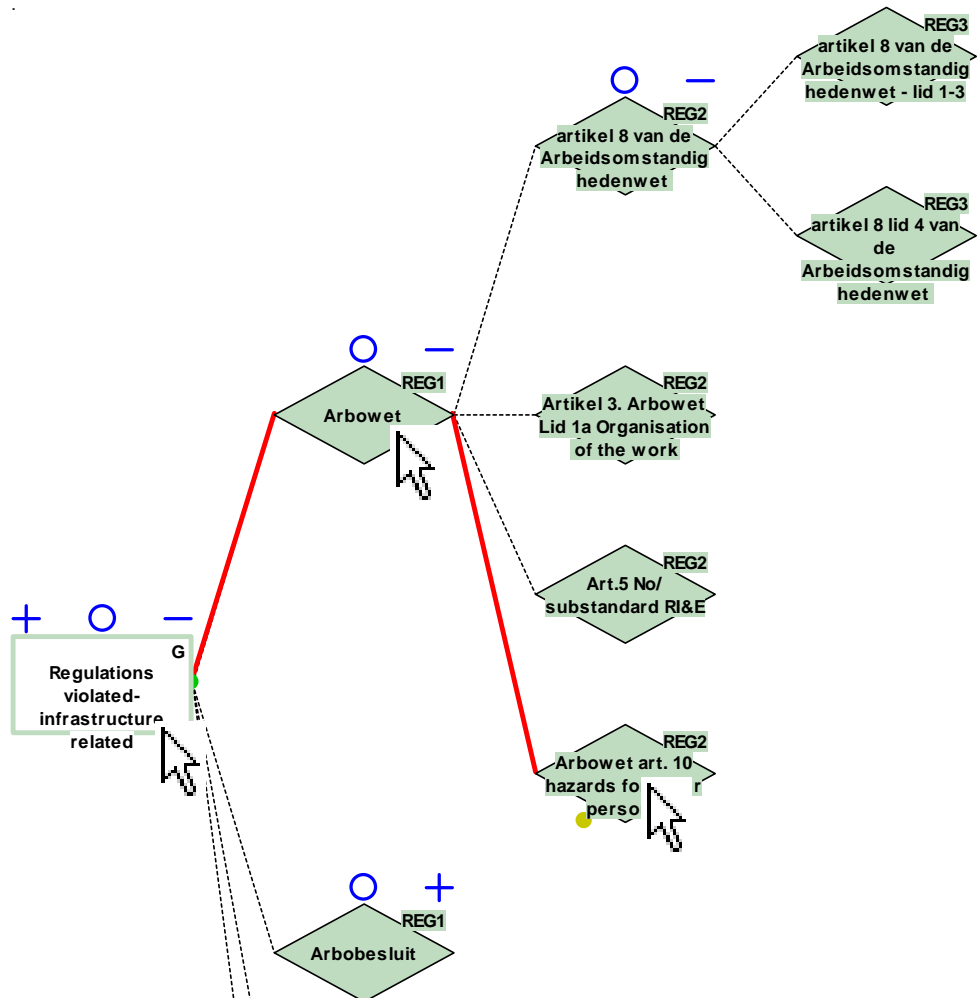 REG3
artikel 8 van de
Arbeidsomstandig
hedenwet - lid 1-3
REG2
artikel 8 van de
Arbeidsomstandig
hedenwet
REG3
artikel 8 lid 4 van
de
Arbeidsomstandig
hedenwet
REG1
Arbowet
REG2
Artikel 3. Arbowet
Lid 1a Organisation
of the work
REG2
Art.5 No/
substandard RI&E
G
Regulations
violated-
infrastructure
related
REG2
Arbowet art. 10
hazards
REG1
Arbobesluit